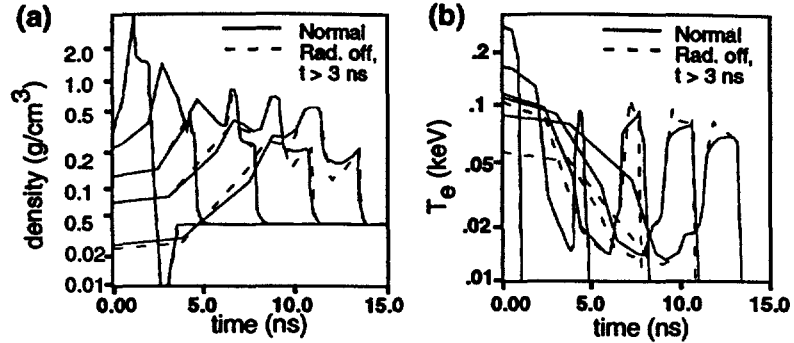 (a)
Normal
Rad. off,
t > 3 ns
density (g/cm³)
2.0
1.0
0.5
0.2
0.1
0.5
0.02
0.01
0.00
5.0
10.0
15.0
time (ns)
(b)
Normal
Rad. off,
t > 3 ns
Te (keV)
.2
.1
0.05
.02
.01
0.00
5.0
10.0
15.0
time (ns)